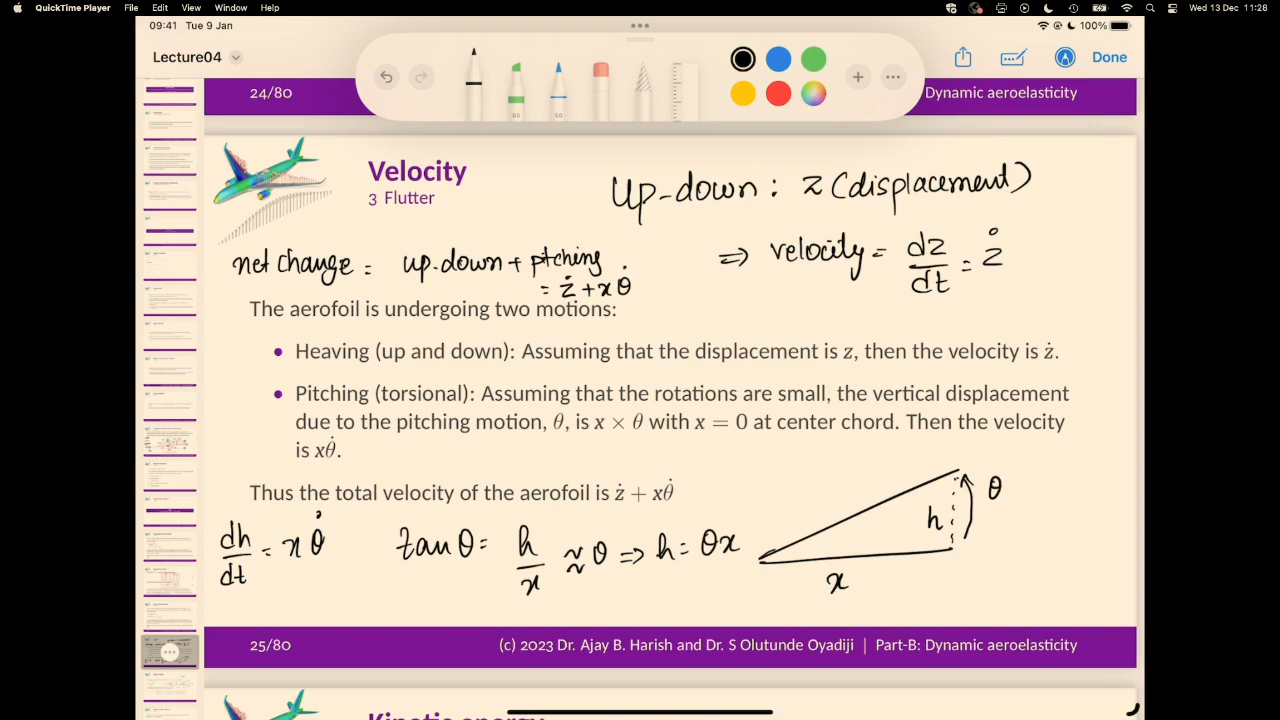 QuickTime Player File Edit View Window Help Wed 13 Dec 11:28
09:41 Tue 9 Jan 100%
Lecture04 Done
65 50
24/80 Dynamic aeroelasticity
Velocity
3 Flutter
Up-down : z (displacement)
⇒ velocity = dz/dt = ż
net change = up-down + pitching
= ż + xθ̇
The aerofoil is undergoing two motions:
• Heaving (up and down): Assuming that the displacement is z, then the velocity is ż.
• Pitching (torsional): Assuming that the rotations are small, the vertical displacement
due to the pitching motion, θ, is x × θ with x = 0 at center cord. Then the velocity
is xθ̇.
Thus the total velocity of the aerofoil is ż + xθ̇
dh/dt = xθ̇ tan θ = h/x ≈ θ ⇒ h = θx
h θ
x
25/80 (c) 2023 Dr. Ajay B. Harish and Dr. S Olutunde Oyadiji | Part-B: Dynamic aeroelasticity
Kinetic energy